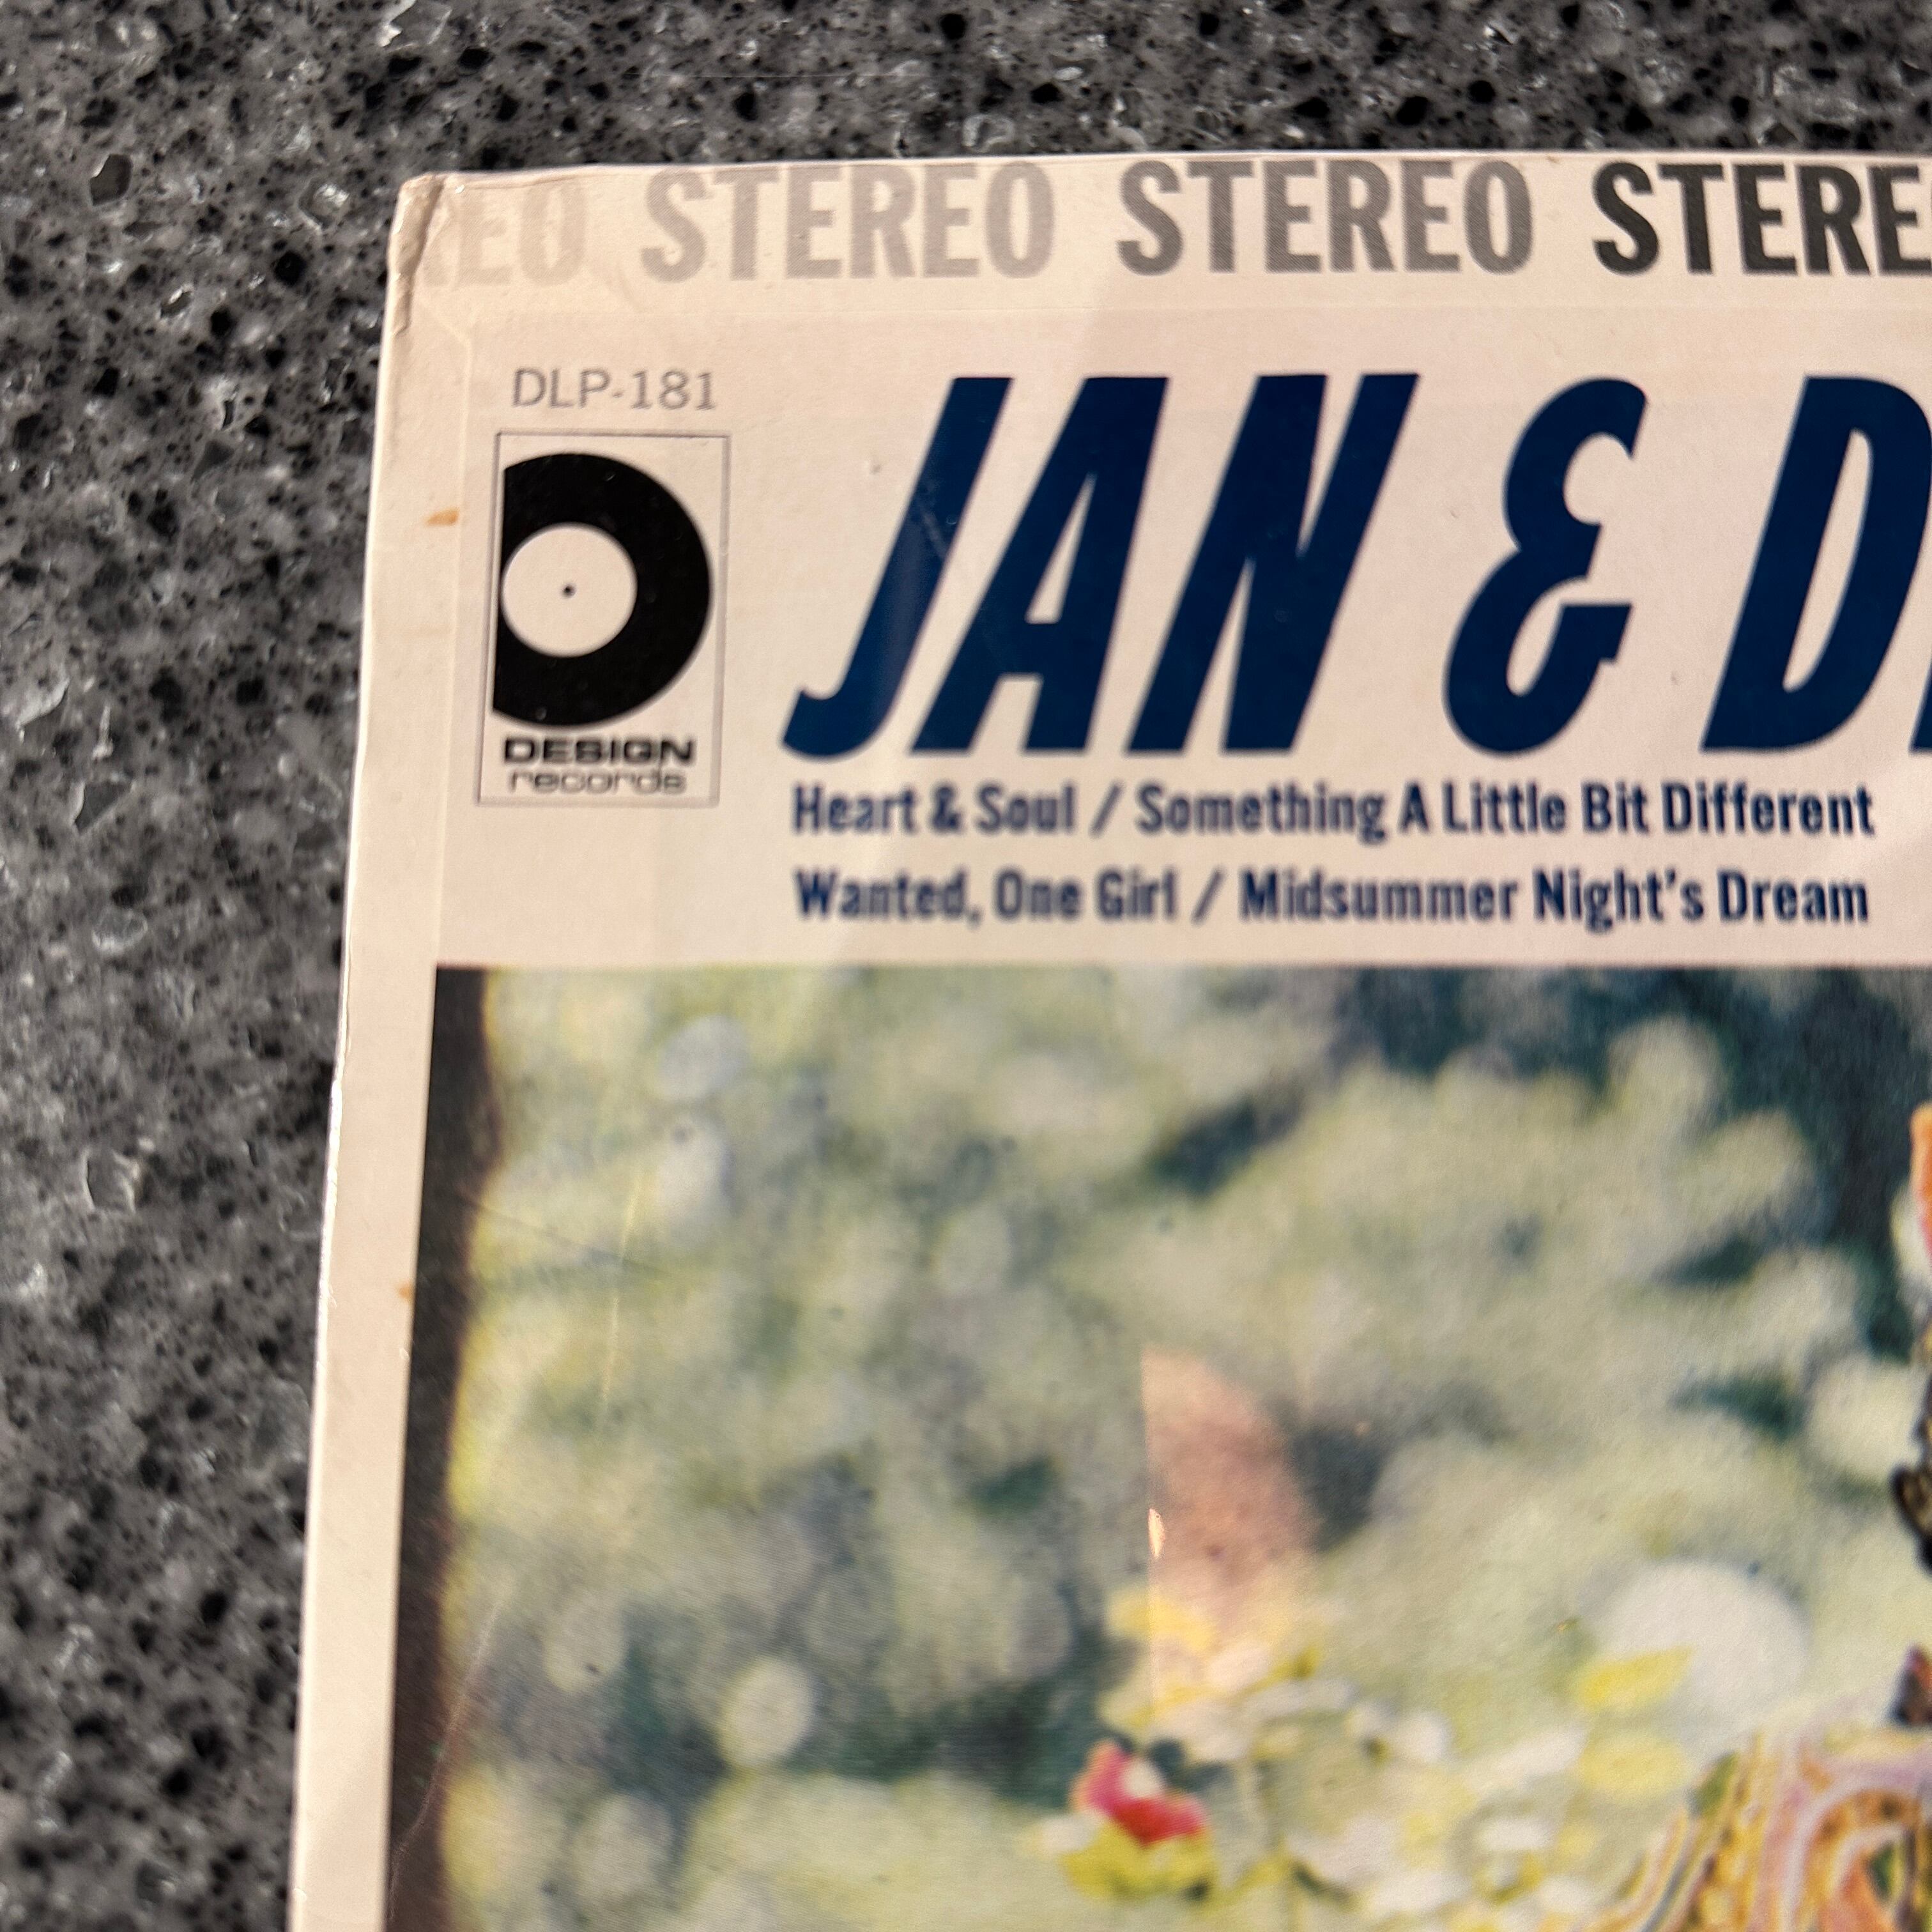 REO STEREO STEREO STERE
DLP-181
JAN & D
DESIGN
records
Heart & Soul / Something A Little Bit Different
Wanted, One Girl / Midsummer Night's Dream